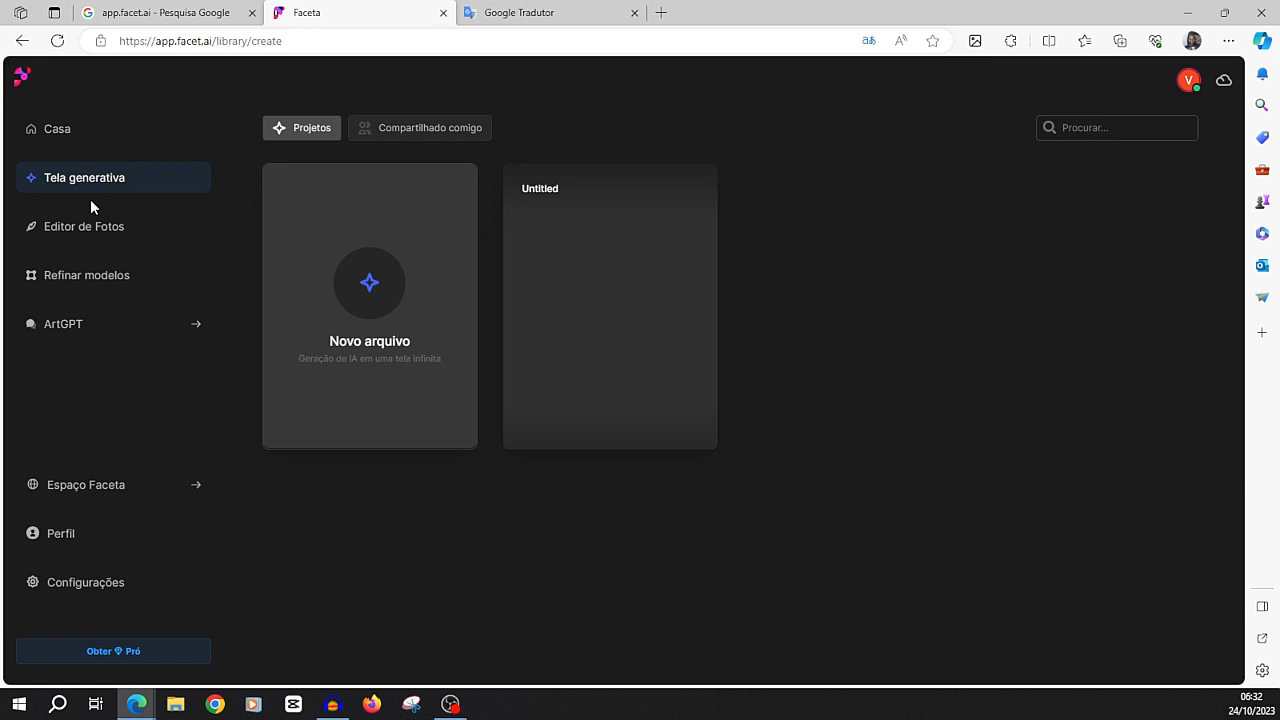 app.facet.ai - Pesquisa Google
Faceta
Google Tradutor
https://app.facet.ai/library/create
V
Casa
Projetos
Compartilhado comigo
Procurar...
Tela generativa
Untitled
Editor de Fotos
Refinar modelos
ArtGPT
Novo arquivo
Geração de IA em uma tela infinita
Espaço Faceta
Perfil
Configurações
Obter Pró
06:32
24/10/2023